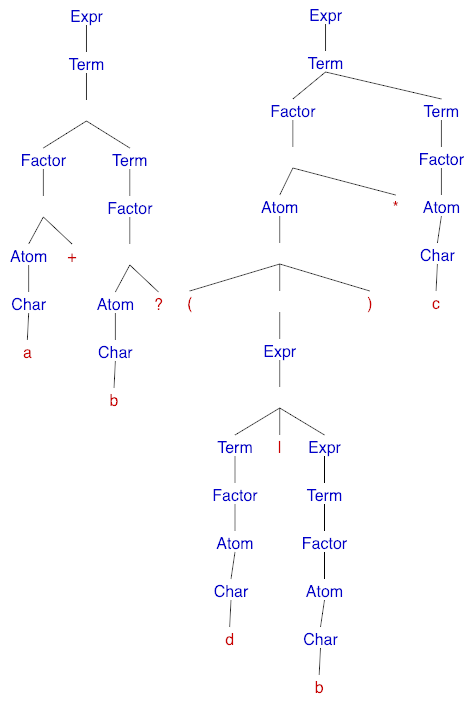 Expr Expr
Term Term
Factor Term
Factor Term Factor
Factor Atom * Atom
Atom + Char
Char Atom ? ( ) c
a Char Expr
b
Term | Expr
Factor Term
Atom Factor
Char Atom
d Char
b